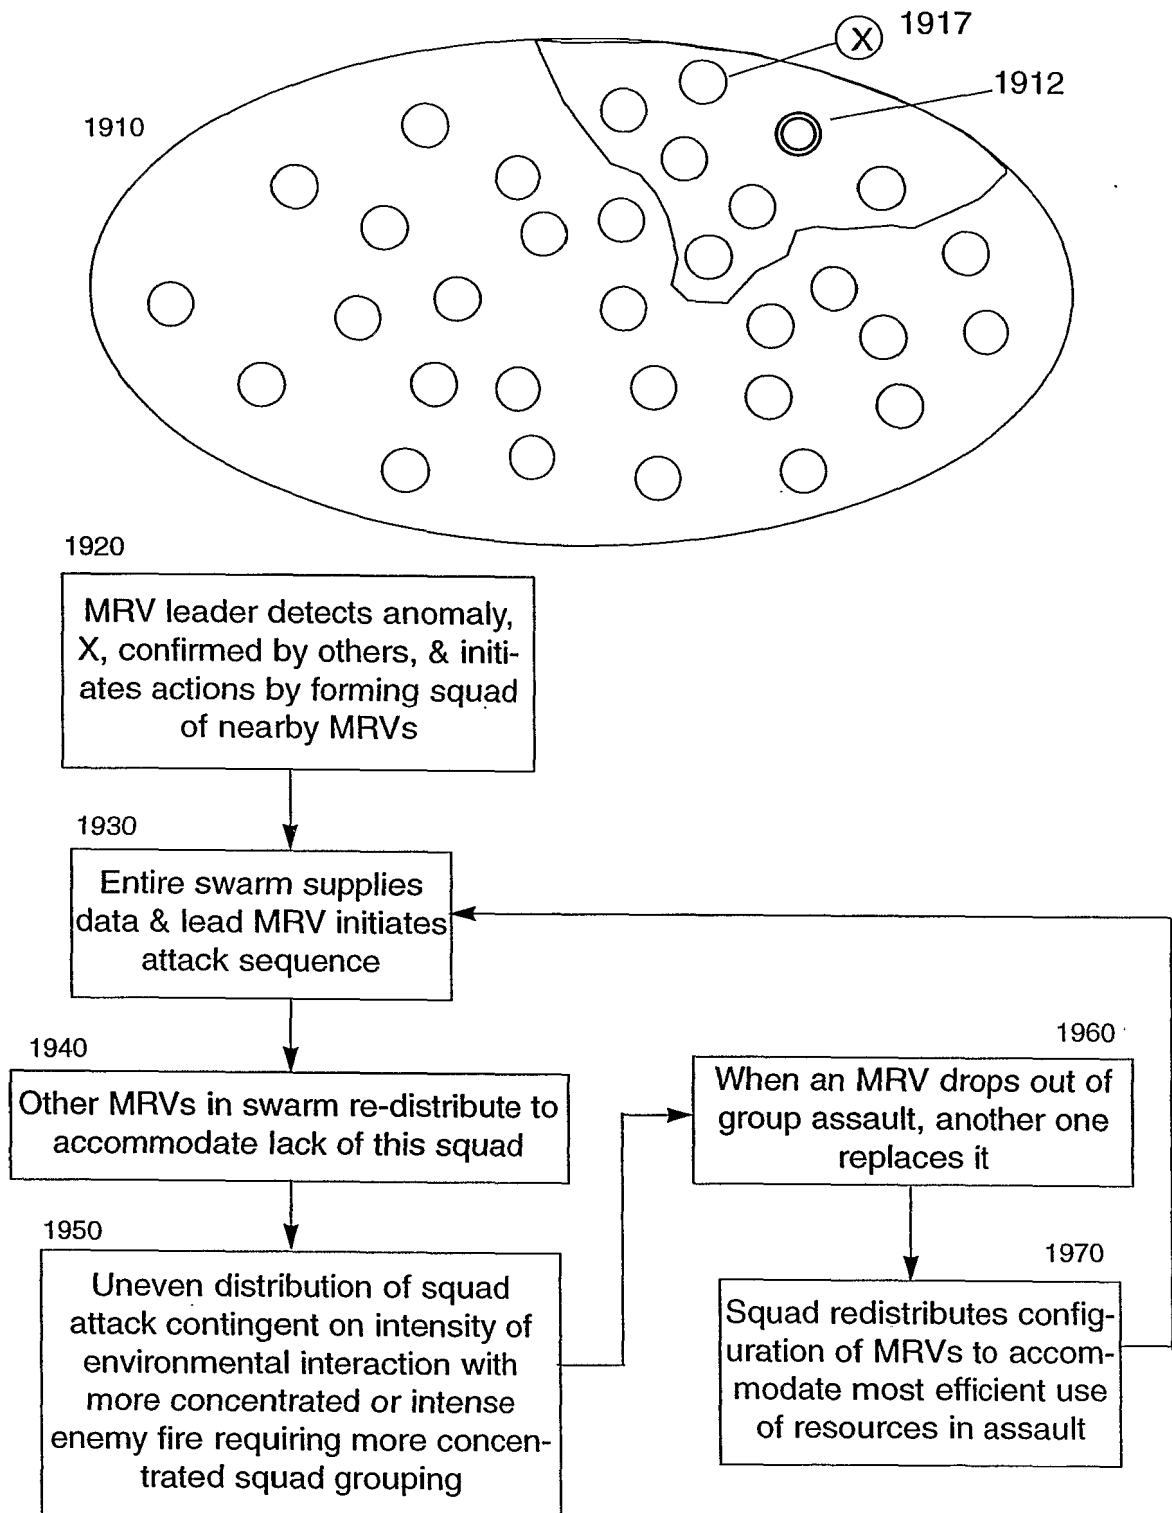 1917
X
1912
1910
1920
MRV leader detects anomaly,
X, confirmed by others, & initi-
ates actions by forming squad
of nearby MRVs
1930
Entire swarm supplies
data & lead MRV initiates
attack sequence
1940
Other MRVs in swarm re-distribute to
accommodate lack of this squad
1950
Uneven distribution of squad
attack contingent on intensity of
environmental interaction with
more concentrated or intense
enemy fire requiring more concen-
trated squad grouping
1960
When an MRV drops out of
group assault, another one
replaces it
1970
Squad redistributes config-
uration of MRVs to accom-
modate most efficient use
of resources in assault